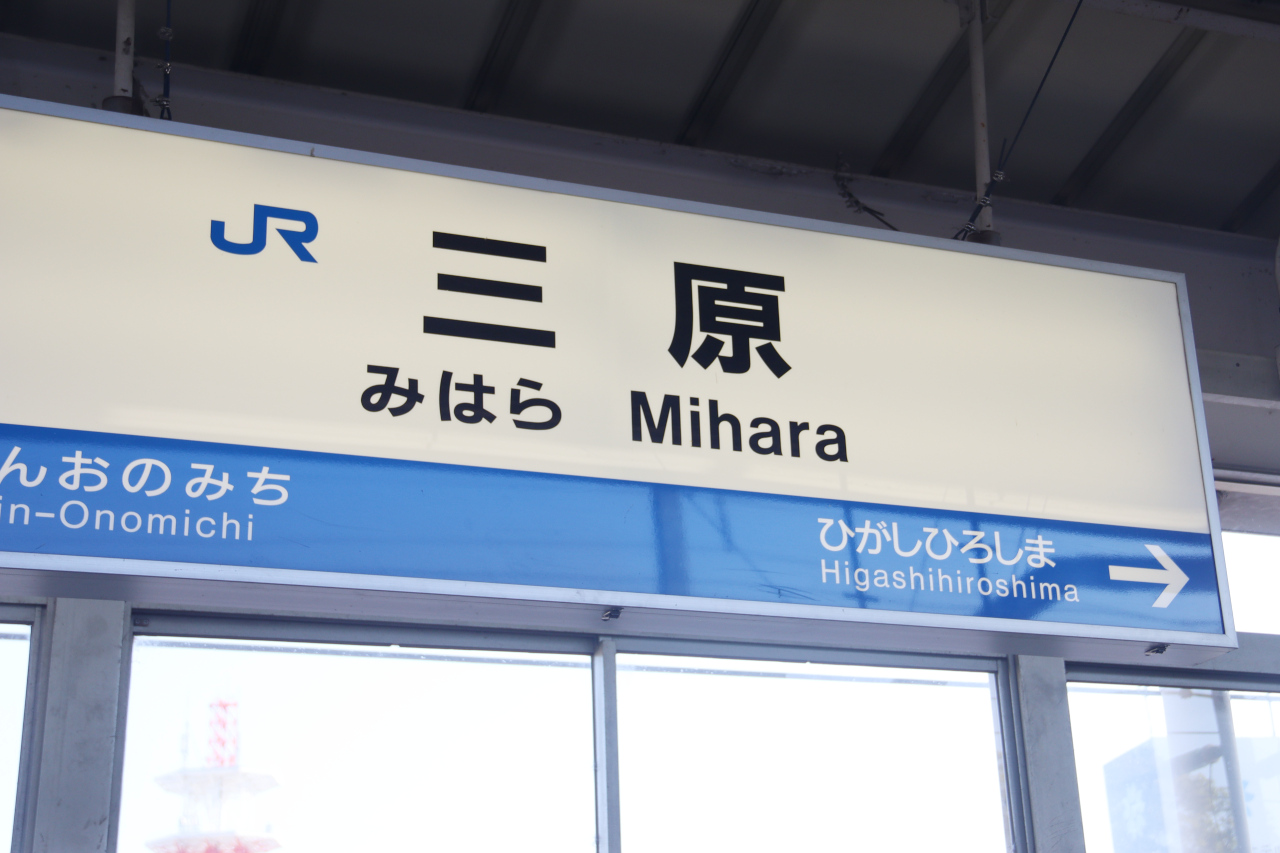 JR 三原
みはら Mihara
んおのみち
in-Onomichi
ひがしひろしま
Higashihiroshima